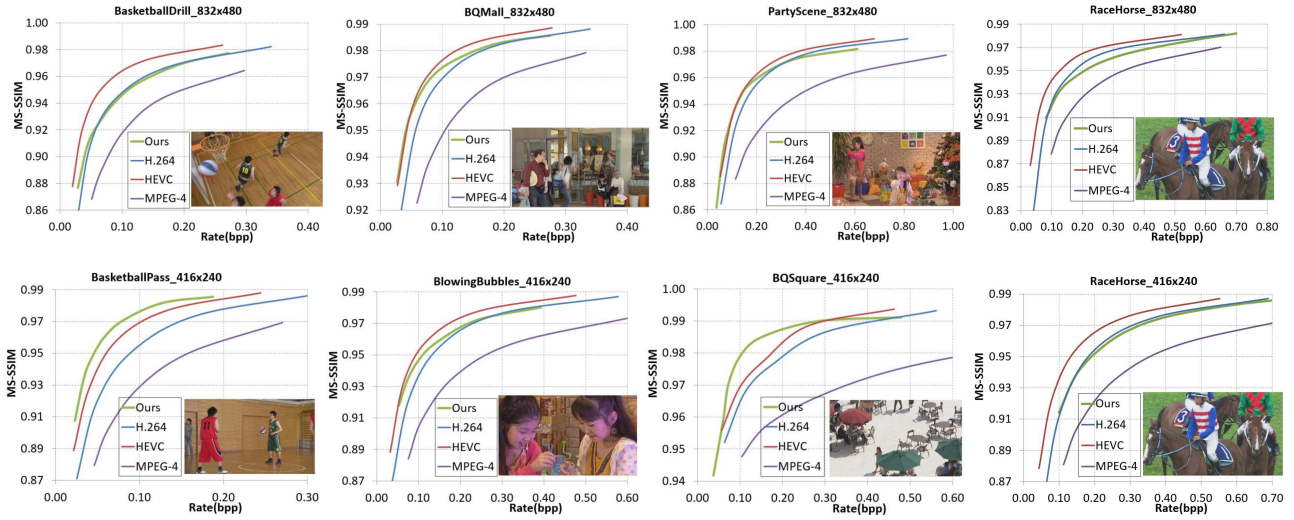 BasketballDrill_832x480
MS-SSIM
1.00
0.98
0.96
0.94
0.92
0.90
0.88
0.86
Ours
H.264
HEVC
MPEG-4
0.00 0.10 0.20 0.30 0.40
Rate(bpp)
BQMall_832x480
MS-SSIM
0.99
0.98
0.97
0.96
0.95
0.94
0.93
0.92
Ours
H.264
HEVC
MPEG-4
0.00 0.10 0.20 0.30 0.40
Rate(bpp)
PartyScene_832x480
MS-SSIM
1.00
0.98
0.96
0.94
0.92
0.90
0.88
0.86
Ours
H.264
HEVC
MPEG-4
0.00 0.20 0.40 0.60 0.80 1.00
Rate(bpp)
RaceHorse_832x480
MS-SSIM
0.99
0.97
0.95
0.93
0.91
0.89
0.87
0.85
0.83
Ours
H.264
HEVC
MPEG-4
3
0.00 0.10 0.20 0.30 0.40 0.50 0.60 0.70 0.80
Rate(bpp)
BasketballPass_416x240
MS-SSIM
0.99
0.97
0.95
0.93
0.91
0.89
0.87
Ours
H.264
HEVC
MPEG-4
11
0.00 0.10 0.20 0.30
Rate(bpp)
BlowingBubbles_416x240
MS-SSIM
0.99
0.97
0.95
0.93
0.91
0.89
0.87
Ours
H.264
HEVC
MPEG-4
0.00 0.10 0.20 0.30 0.40 0.50 0.60
Rate(bpp)
BQSquare_416x240
MS-SSIM
1.00
0.99
0.98
0.97
0.96
0.95
0.94
Ours
H.264
HEVC
MPEG-4
0.00 0.10 0.20 0.30 0.40 0.50 0.60
Rate(bpp)
RaceHorse_416x240
MS-SSIM
0.99
0.97
0.95
0.93
0.91
0.89
0.87
Ours
H.264
HEVC
MPEG-4
3
0.00 0.10 0.20 0.30 0.40 0.50 0.60 0.70
Rate(bpp)